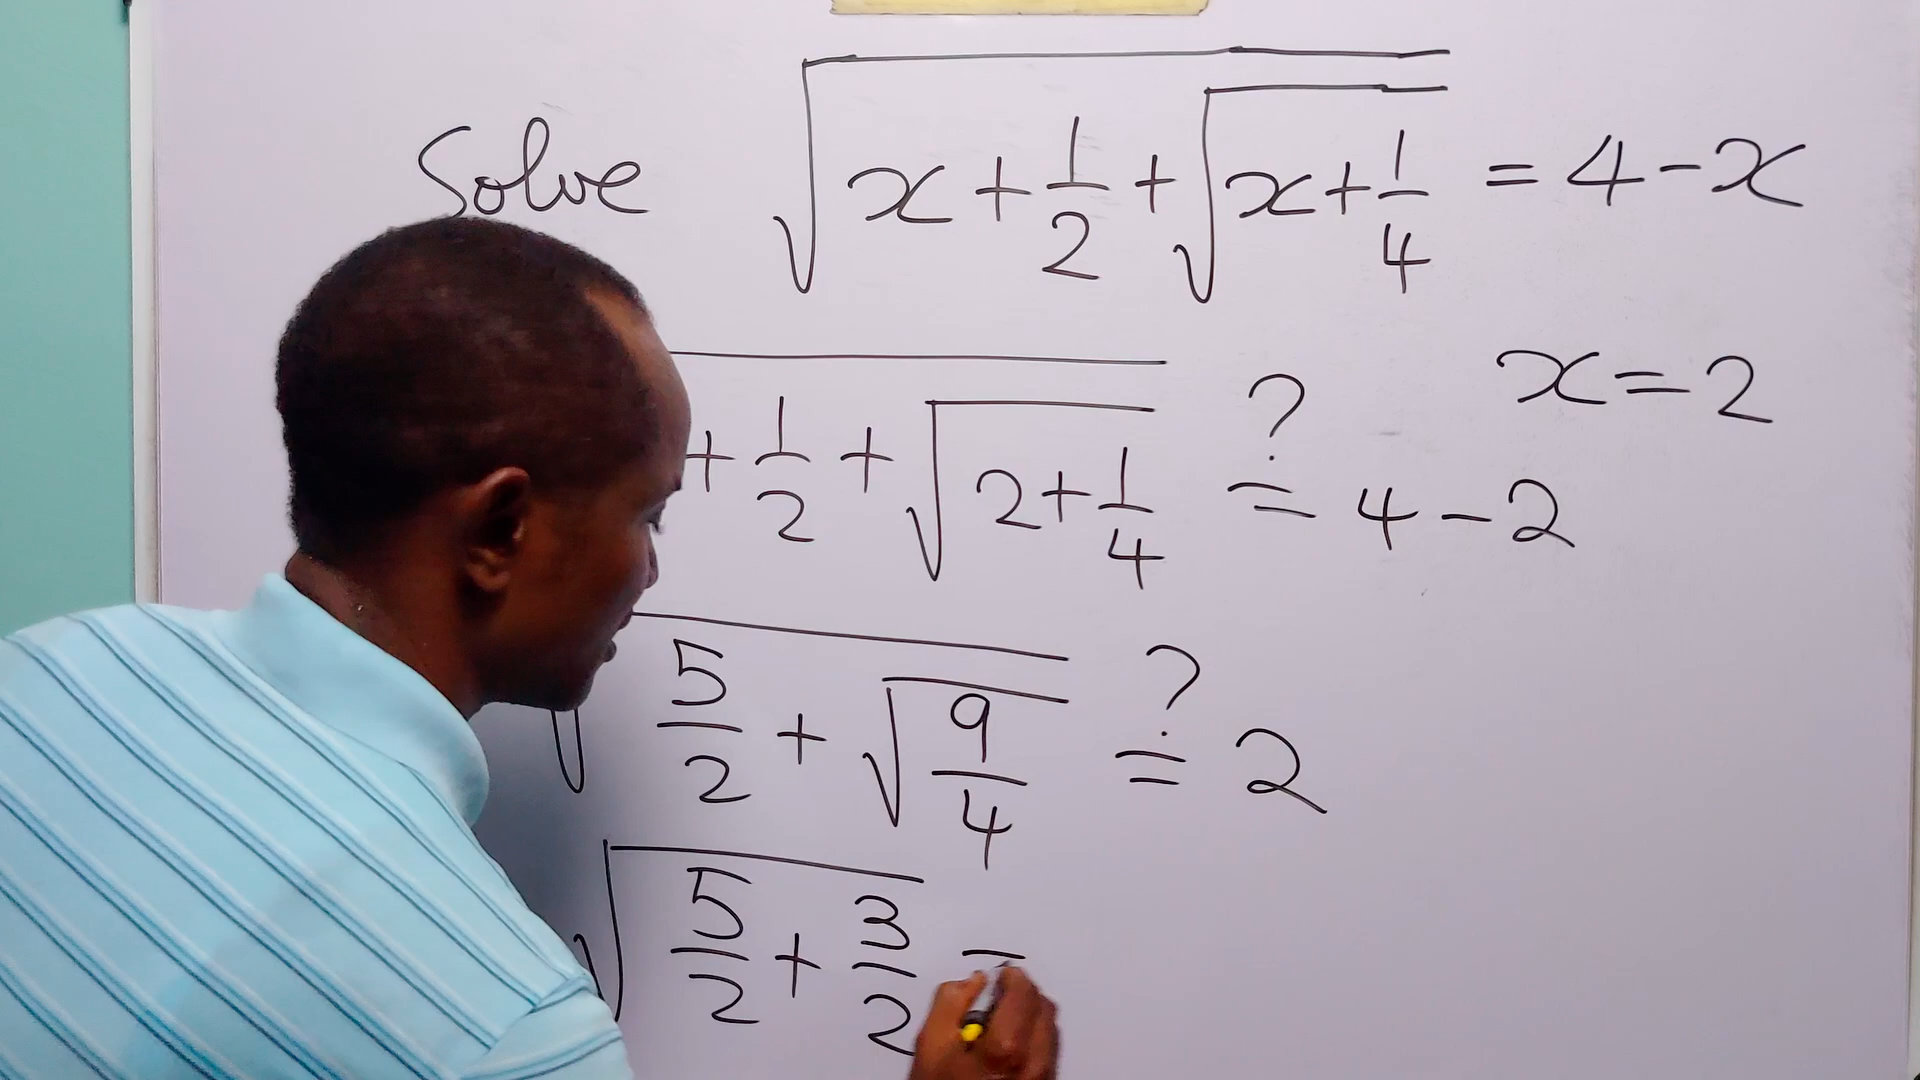 Solve √(x + 1/2 + √(x + 1/4)) = 4 - x
x = 2
+ 1/2 + √(2 + 1/4) ?= 4 - 2
√(5/2 + √(9/4)) ?= 2
√(5/2 + 3/2) =